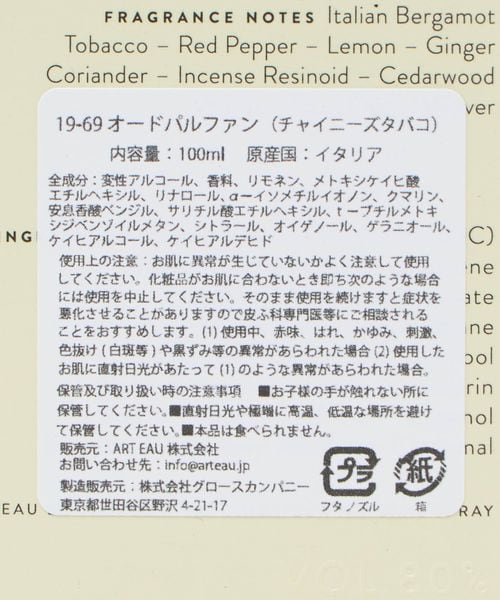 FRAGRANCE NOTES Italian Bergamot
Tobacco – Red Pepper – Lemon – Ginger
Coriander – Incense Resinoid – Cedarwood
19-69 オードパルファン（チャイニーズタバコ）
内容量：100ml　原産国：イタリア
全成分：変性アルコール、香料、リモネン、メトキシケイヒ酸
エチルヘキシル、リナロール、α-イソメチルイオノン、クマリン、
安息香酸ベンジル、サリチル酸エチルヘキシル、t-ブチルメトキ
シジベンゾイルメタン、シトラール、オイゲノール、ゲラニオール、
ケイヒアルコール、ケイヒアルデヒド
使用上の注意：お肌に異常が生じていないかよく注意して使用
してください。化粧品がお肌に合わないとき即ち次のような場合
には使用を中止してください。そのまま使用を続けますと症状を
悪化させることがありますので皮ふ科専門医等にご相談される
ことをおすすめします。(1) 使用中、赤味、はれ、かゆみ、刺激、
色抜け ( 白斑等 ) や黒ずみ等の異常があらわれた場合 (2) 使用した
お肌に直射日光があたって (1) のような異常があらわれた場合。
保管及び取り扱い時の注意事項　■お子様の手が触れない所に
保管してください。■直射日光や極端に高温、低温な場所を避け
て保管してください。■本品は食べられません。
販売元：ART EAU 株式会社
お問い合わせ先：info@arteau.jp
製造販売元：株式会社グロースカンパニー
東京都世田谷区野沢 4-21-17
プラ
フタ ノズル
紙
箱
EAU
RAY